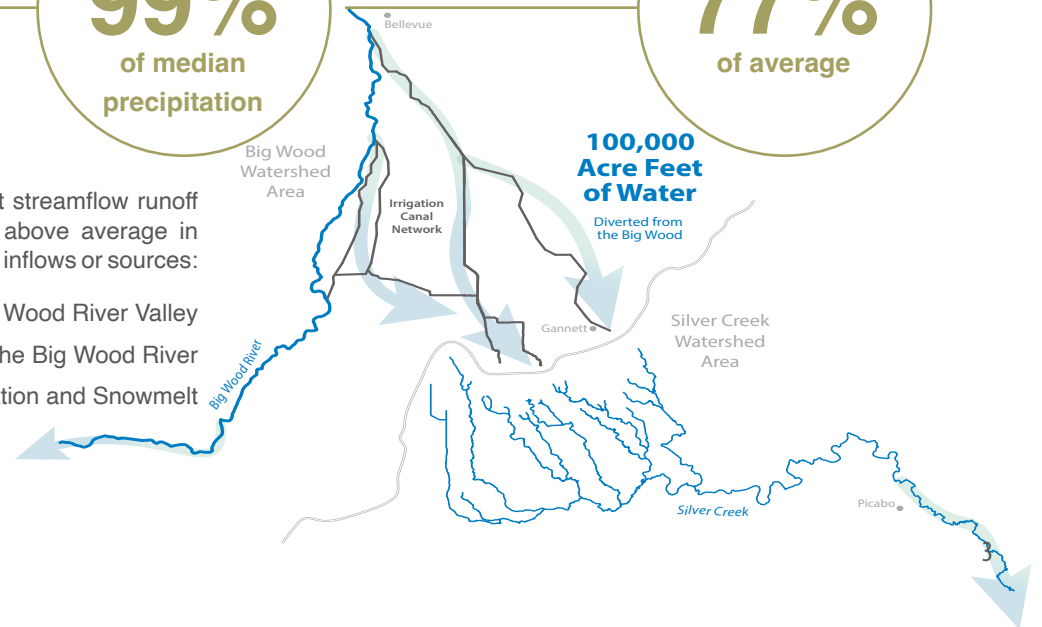 99%
of median
precipitation
77%
of average
Bellevue
Big Wood
Watershed
Area
Irrigation
Canal
Network
100,000
Acre Feet
of Water
Diverted from
the Big Wood
streamflow runoff
above average in
inflows or sources:
Wood River Valley
he Big Wood River
tion and Snowmelt
Gannett
Silver Creek
Watershed
Area
Big Wood River
Silver Creek
Picabo
3